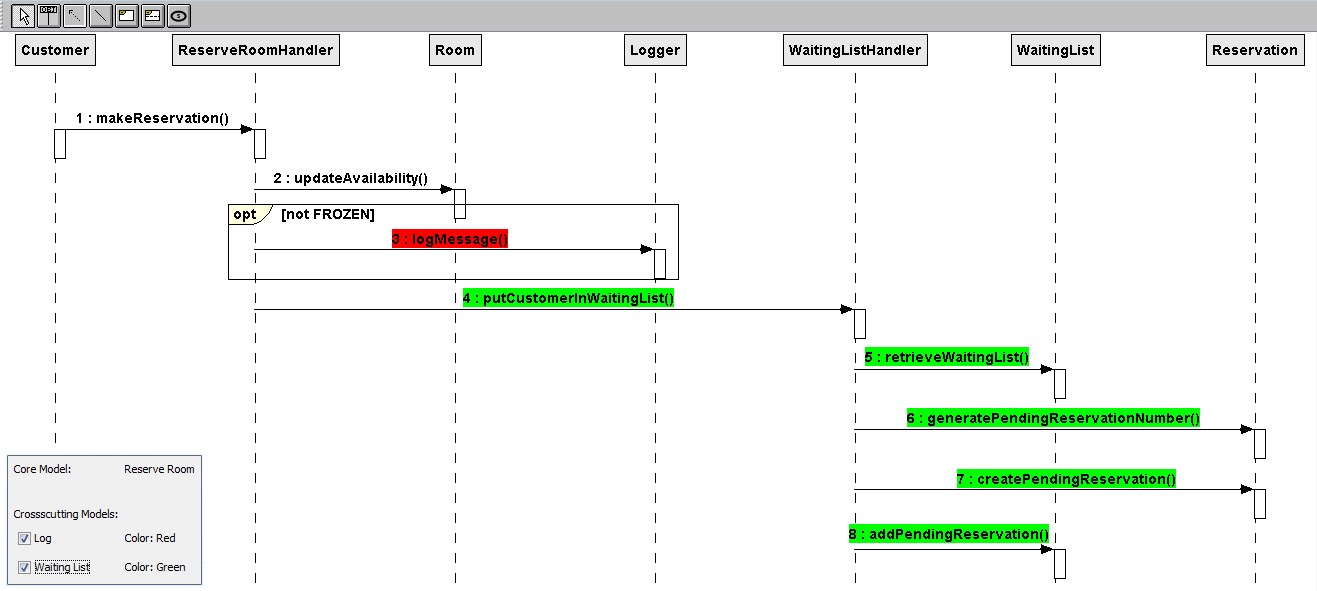 Customer ReserveRoomHandler Room Logger WaitingListHandler WaitingList Reservation
1 : makeReservation()
2 : updateAvailability()
opt [not FROZEN]
3 : logMessage()
4 : putCustomerInWaitingList()
5 : retrieveWaitingList()
6 : generatePendingReservationNumber()
7 : createPendingReservation()
8 : addPendingReservation()
Core Model: Reserve Room
Crossscutting Models:
Log Color: Red
Waiting List Color: Green